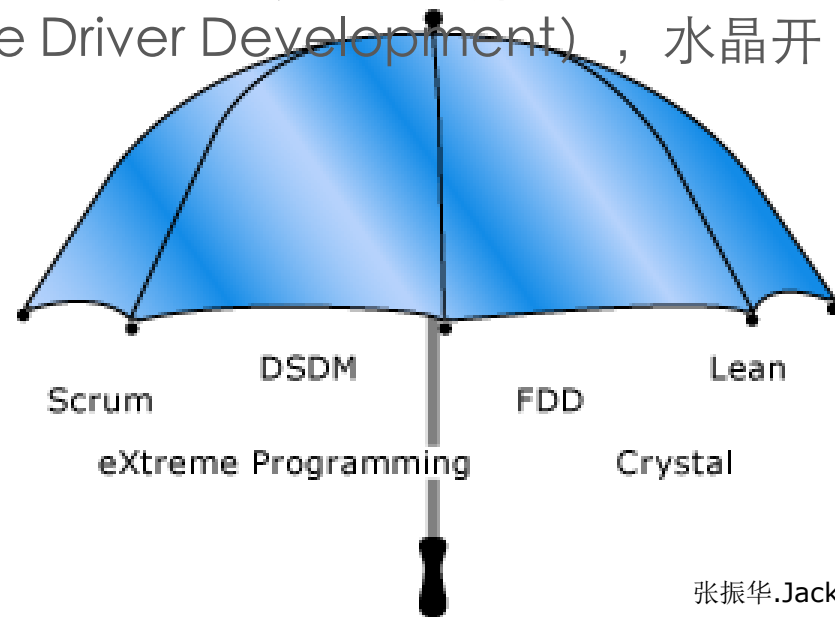 e Driver Development），水晶开
DSDM
Lean
Scrum
FDD
eXtreme Programming
Crystal
张振华.Jack